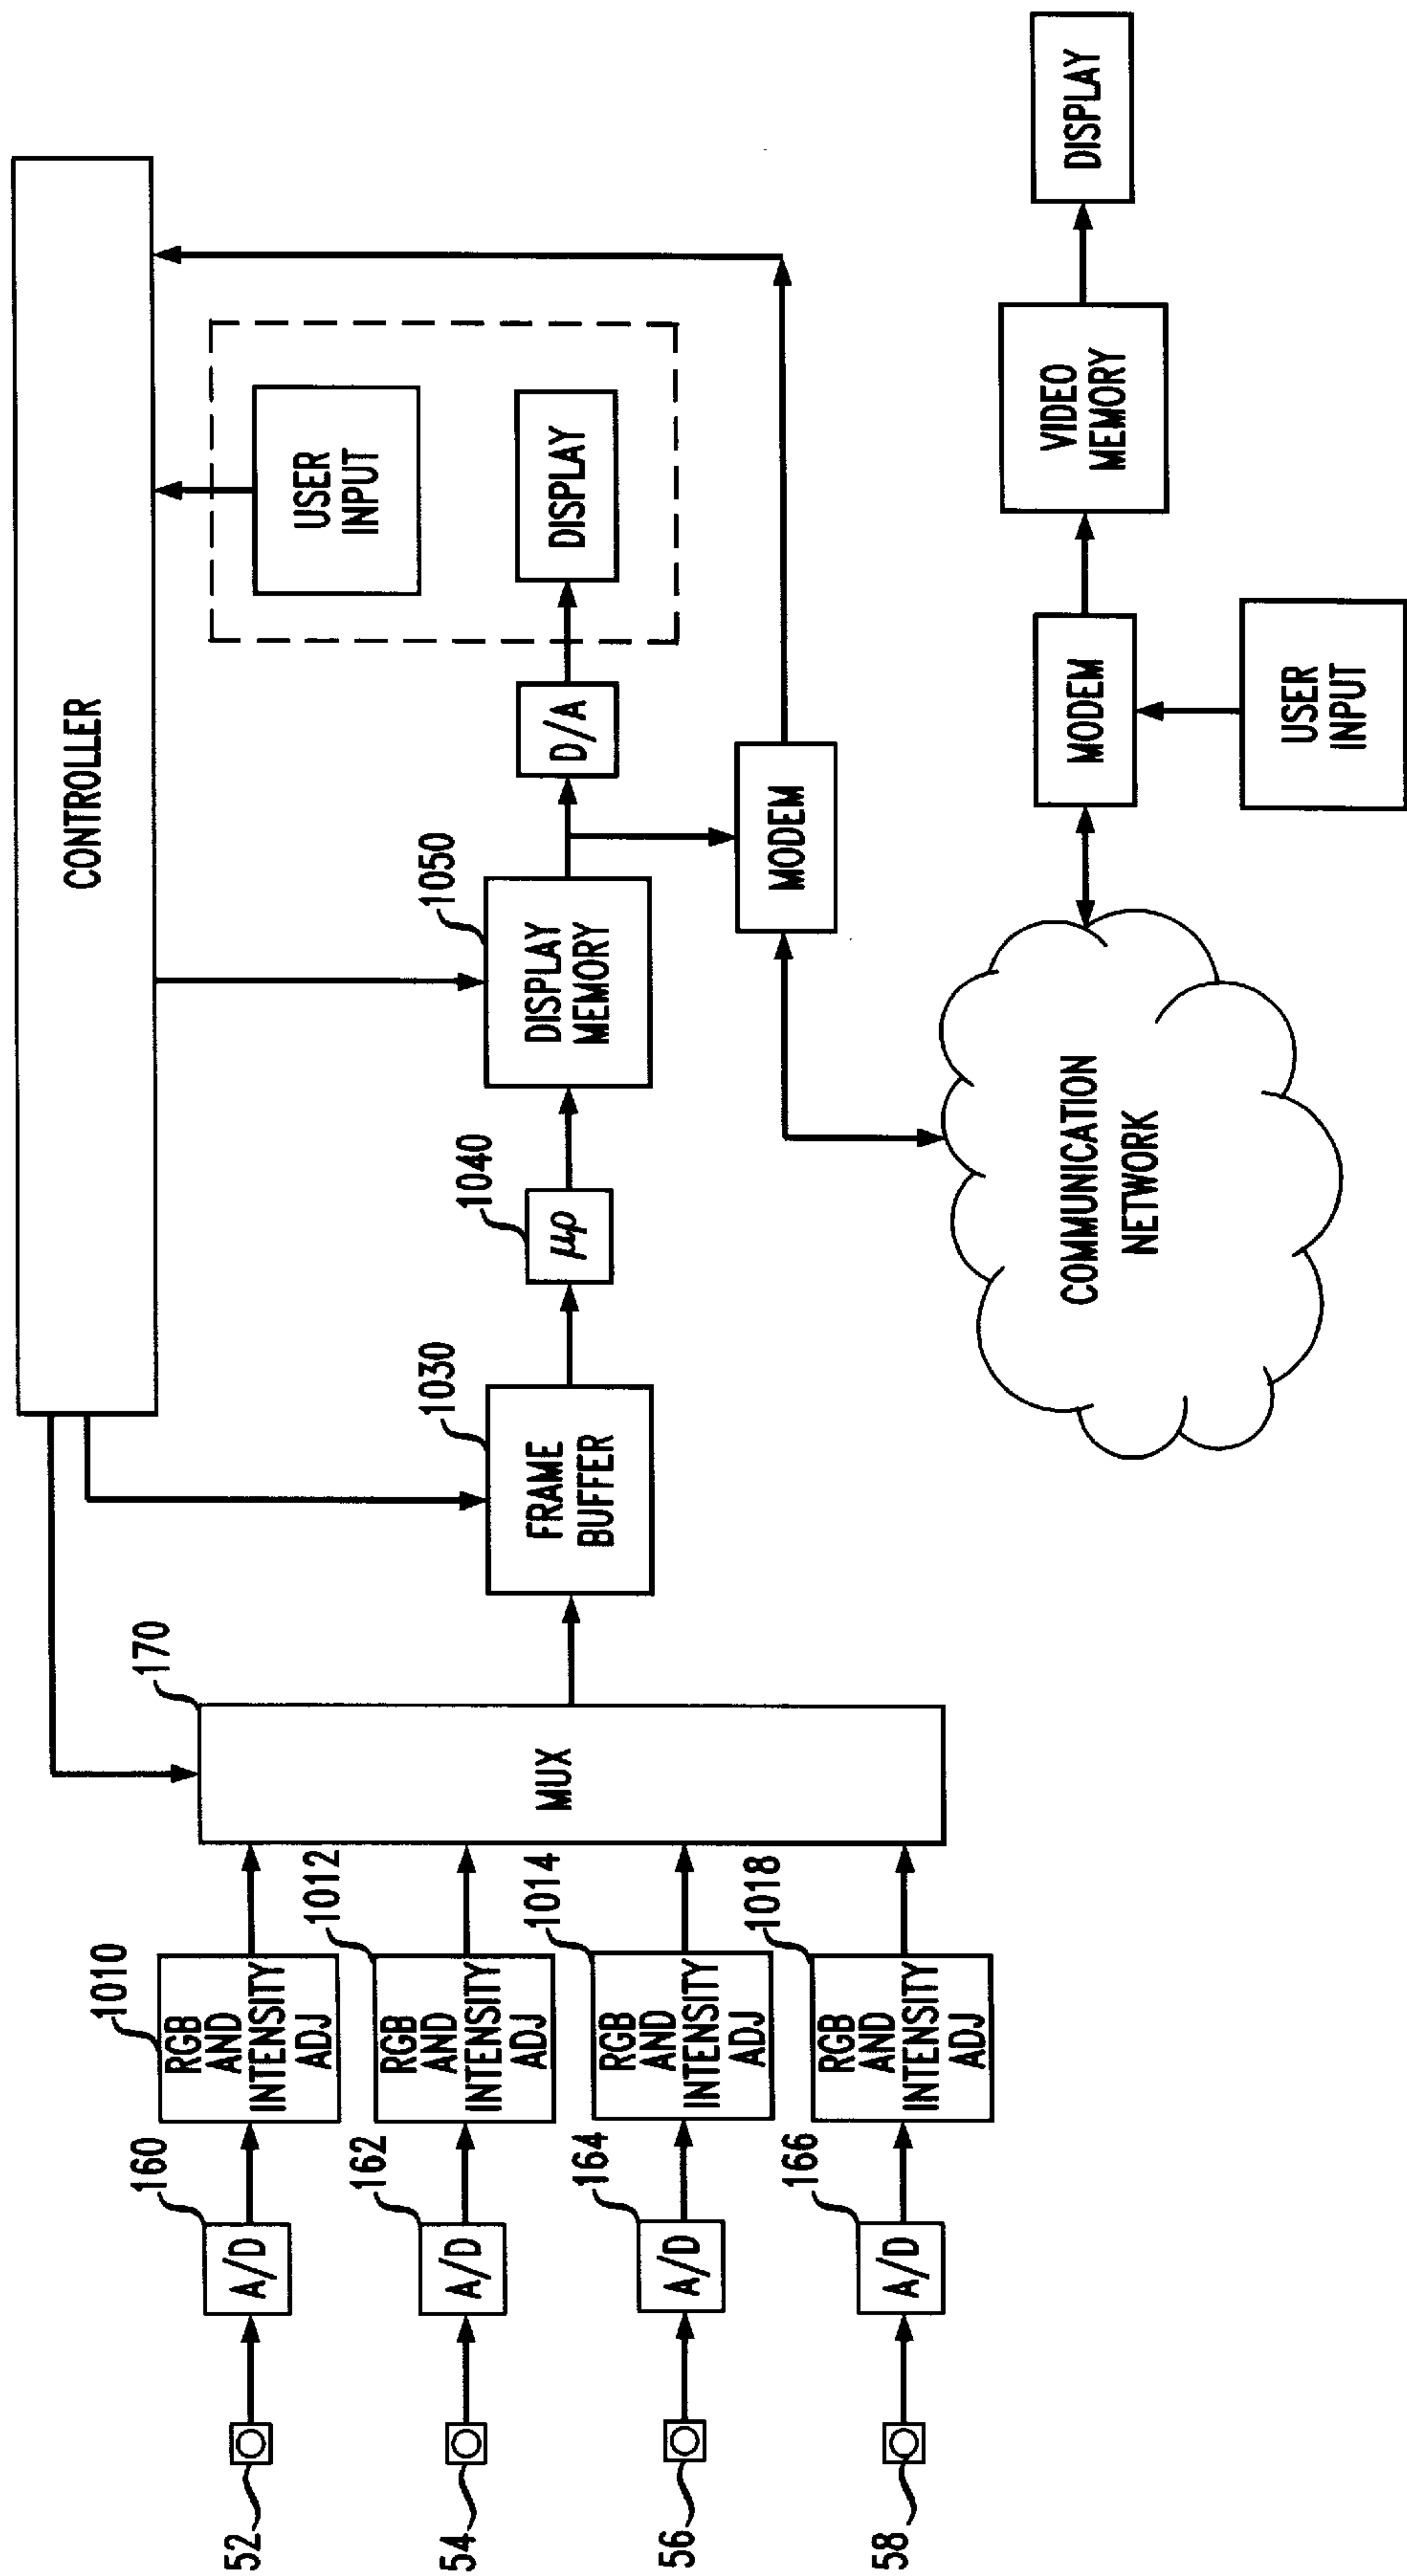 CONTROLLER
USER
INPUT
DISPLAY
D/A
1050
DISPLAY
MEMORY
1040
μp
1030
FRAME
BUFFER
170
MUX
1010
RGB
AND
INTENSITY
ADJ
1012
RGB
AND
INTENSITY
ADJ
1014
RGB
AND
INTENSITY
ADJ
1018
RGB
AND
INTENSITY
ADJ
160
A/D
162
A/D
164
A/D
166
A/D
52
54
56
58
MODEM
COMMUNICATION
NETWORK
MODEM
USER
INPUT
VIDEO
MEMORY
DISPLAY